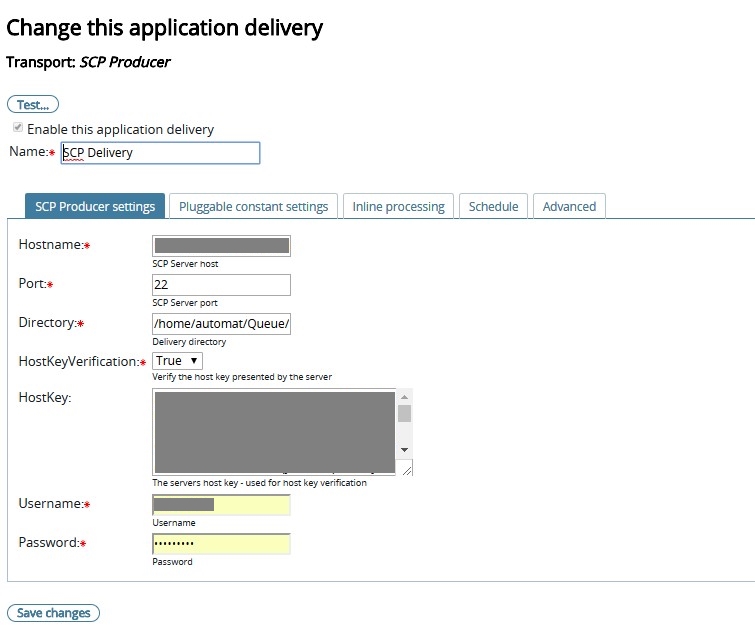 Change this application delivery
Transport: SCP Producer
Test...
Enable this application delivery
Name:* SCP Delivery
SCP Producer settings Pluggable constant settings Inline processing Schedule Advanced
Hostname:*
SCP Server host
Port:* 22
SCP Server port
Directory:* /home/automat/Queue/
Delivery directory
HostKeyVerification:* True
Verify the host key presented by the server
HostKey:
The servers host key - used for host key verification
Username:*
Username
Password:* •••••••••
Password
Save changes